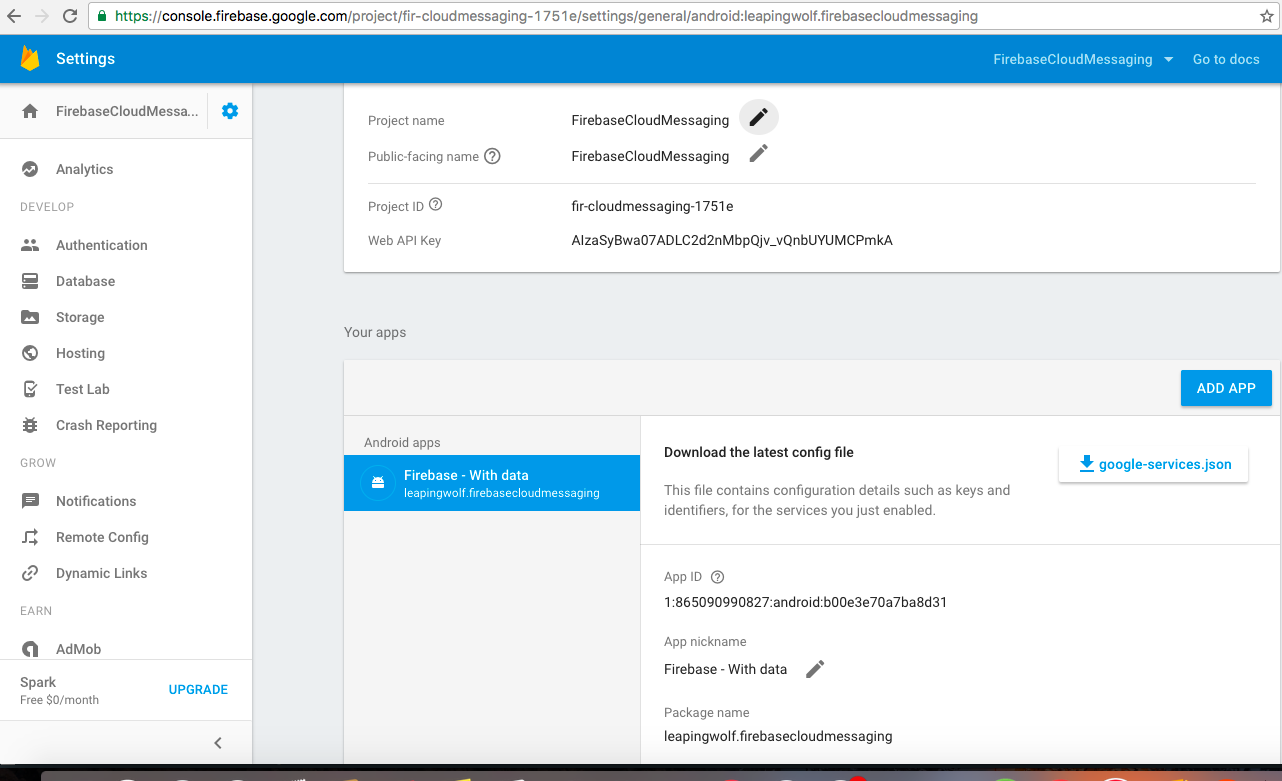 https://console.firebase.google.com/project/fir-cloudmessaging-1751e/settings/general/android:leapingwolf.firebasecloudmessaging
Settings
FirebaseCloudMessaging
Go to docs
FirebaseCloudMessa...
Analytics
DEVELOP
Authentication
Database
Storage
Hosting
Test Lab
Crash Reporting
GROW
Notifications
Remote Config
Dynamic Links
EARN
AdMob
Spark
Free $0/month
UPGRADE
Project name FirebaseCloudMessaging
Public-facing name ? FirebaseCloudMessaging
Project ID ? fir-cloudmessaging-1751e
Web API Key AIzaSyBwa07ADLC2d2nMbpQjv_vQnbUYUMCPmkA
Your apps
ADD APP
Android apps
Firebase - With data
leapingwolf.firebasecloudmessaging
Download the latest config file
google-services.json
This file contains configuration details such as keys and
identifiers, for the services you just enabled.
App ID ?
1:865090990827:android:b00e3e70a7ba8d31
App nickname
Firebase - With data
Package name
leapingwolf.firebasecloudmessaging